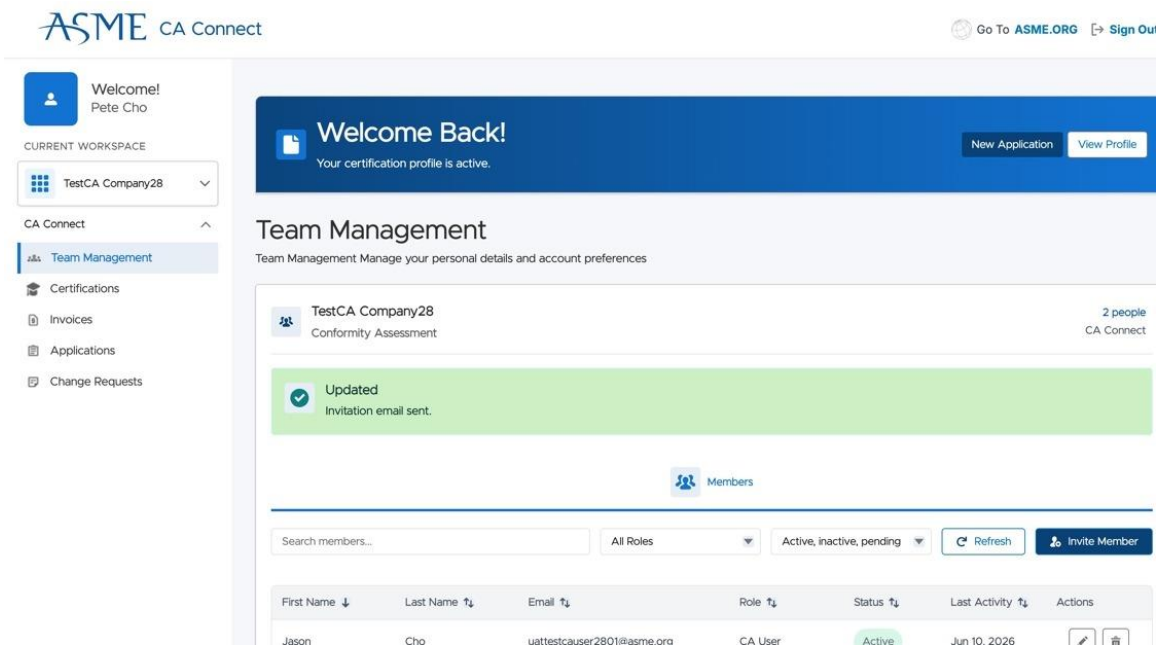 ASME CA Connect
Go To ASME.ORG Sign Out
Welcome!
Pete Cho
CURRENT WORKSPACE
TestCA Company28
CA Connect
Team Management
Certifications
Invoices
Applications
Change Requests
Welcome Back!
Your certification profile is active.
New Application View Profile
Team Management
Team Management Manage your personal details and account preferences
TestCA Company28
Conformity Assessment
2 people
CA Connect
Updated
Invitation email sent.
Members
Search members... All Roles Active, inactive, pending Refresh Invite Member
First Name Last Name Email Role Status Last Activity Actions
Jason Cho uattestcauser2801@asme.org CA User Active Jun 10, 2026